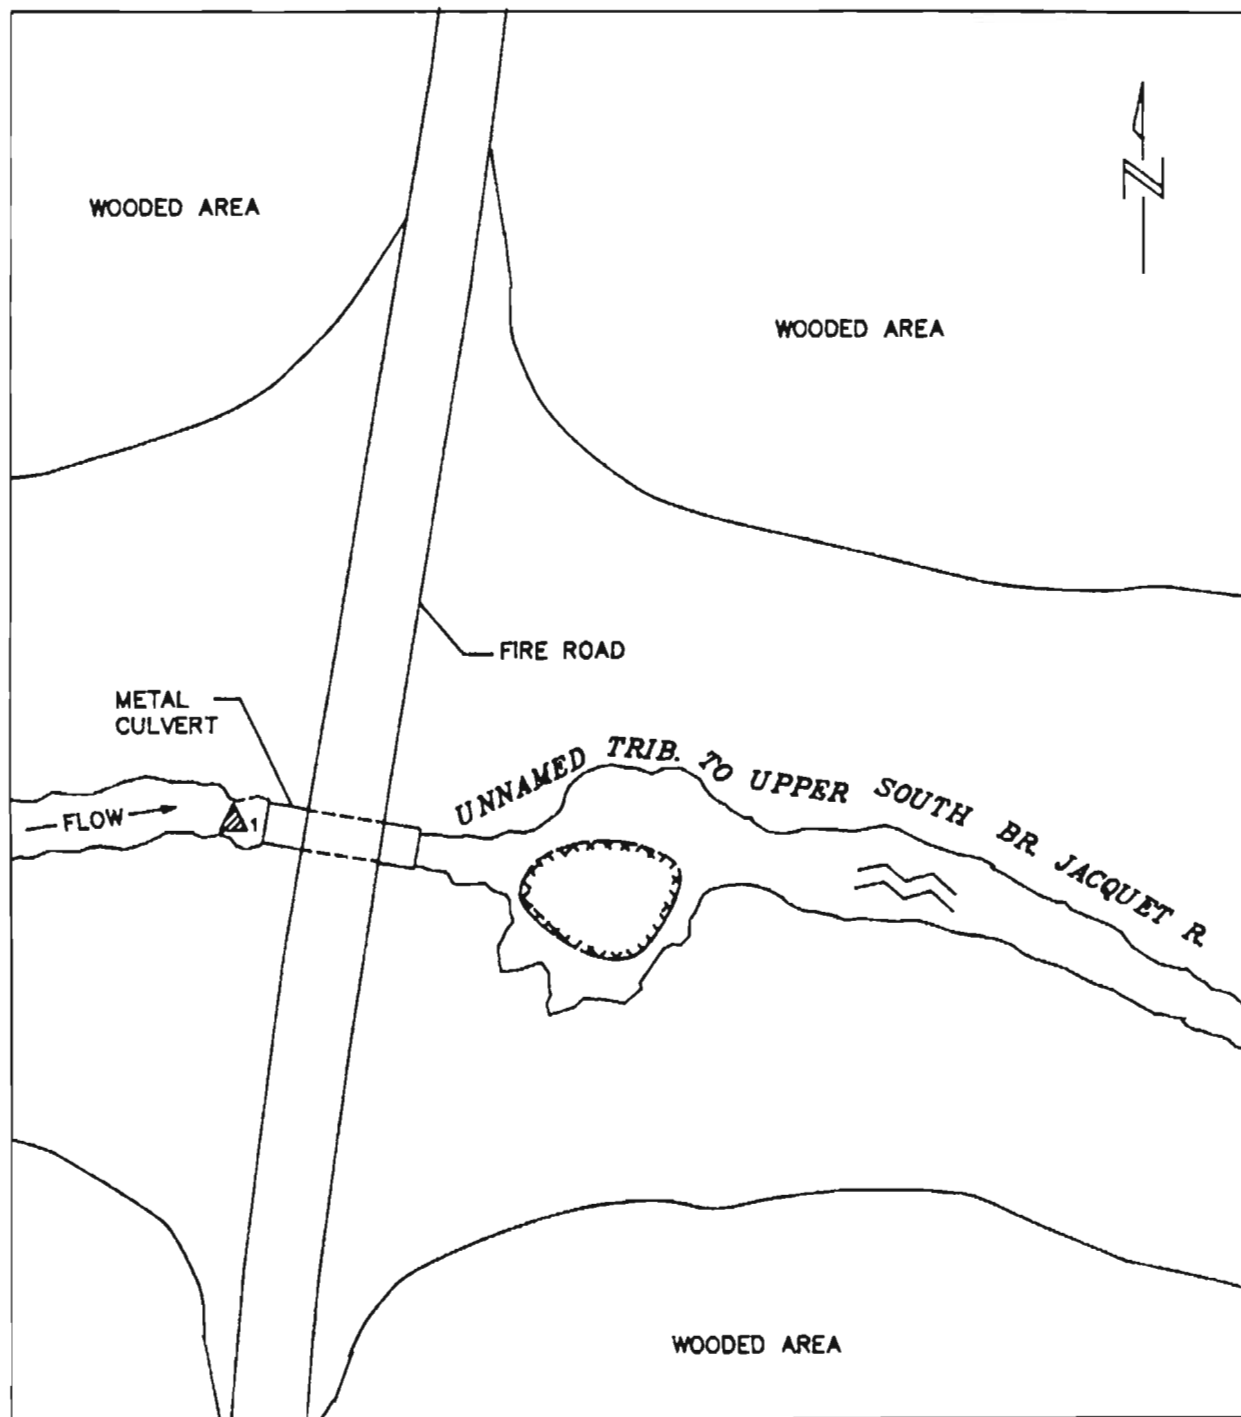 WOODED AREA
WOODED AREA
N
FIRE ROAD
METAL
CULVERT
UNNAMED TRIB. TO UPPER SOUTH BR. JACQUET R.
FLOW
1
WOODED AREA